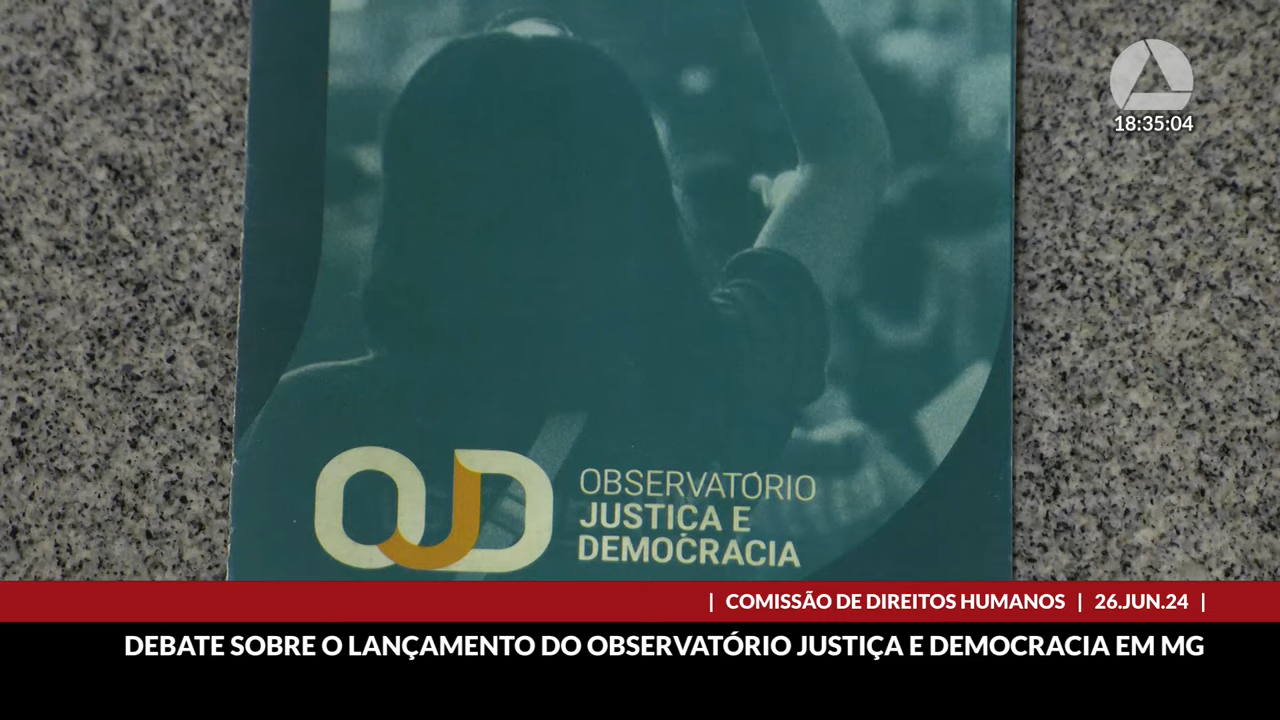 18:35:04
OJD
OBSERVATÓRIO
JUSTIÇA E
DEMOCRACIA
| COMISSÃO DE DIREITOS HUMANOS | 26.JUN.24 |
DEBATE SOBRE O LANÇAMENTO DO OBSERVATÓRIO JUSTIÇA E DEMOCRACIA EM MG